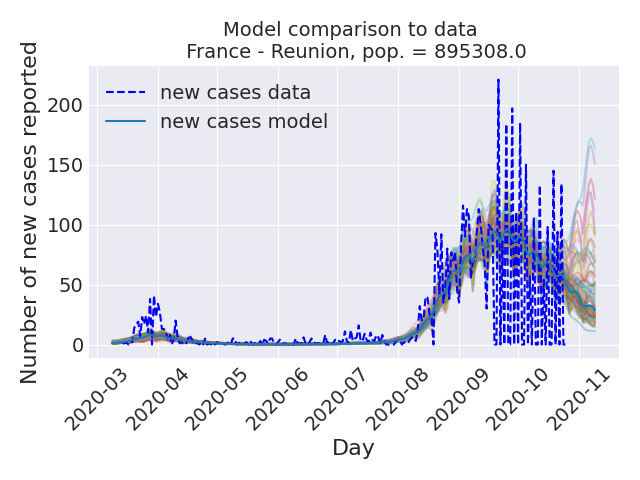 Model comparison to data
France - Reunion, pop. = 895308.0
Number of new cases reported
200
150
100
50
0
new cases data
new cases model
2020-03
2020-04
2020-05
2020-06
2020-07
2020-08
2020-09
2020-10
2020-11
Day